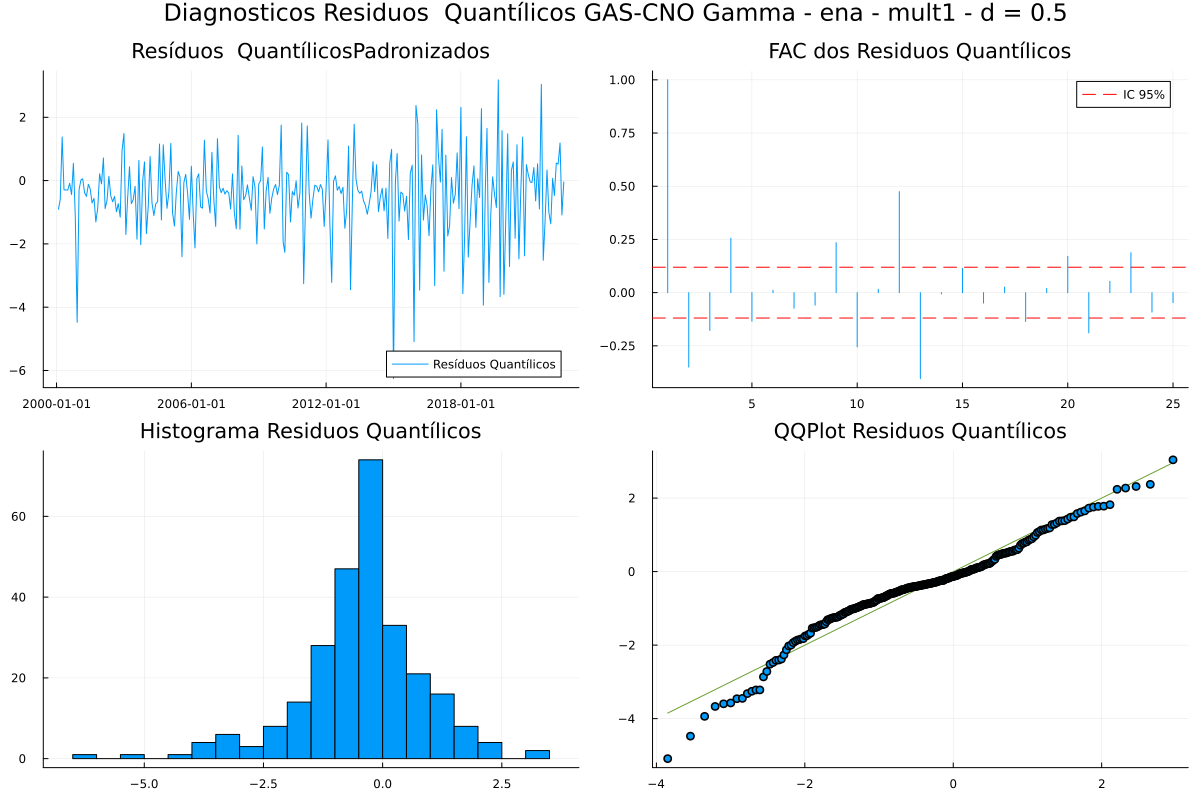 Diagnosticos Residuos  Quantílicos GAS-CNO Gamma - ena - mult1 - d = 0.5
Resíduos  QuantílicosPadronizados
2
0
−2
−4
−6
Resíduos Quantílicos
2000-01-01 2006-01-01 2012-01-01 2018-01-01
FAC dos Residuos Quantílicos
1.00
0.75
0.50
0.25
0.00
−0.25
IC 95%
5 10 15 20 25
Histograma Residuos Quantílicos
60
40
20
0
−5.0 −2.5 0.0 2.5
QQPlot Residuos Quantílicos
2
0
−2
−4
−4 −2 0 2